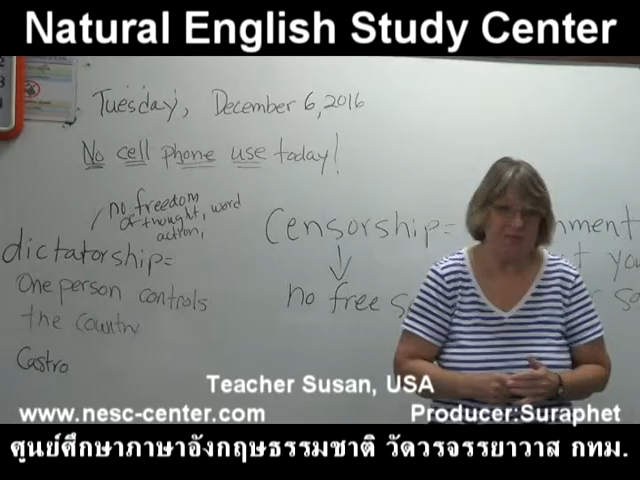 Natural English Study Center
Tuesday, December 6, 2016
No cell phone use today!
no freedom
of thought, word
action,
dictatorship=
One person controls
the country
Castro
Censorship=
no free
Teacher Susan, USA
www.nesc-center.com
Producer:Suraphet
ศูนย์ศึกษาภาษาอังกฤษธรรมชาติ วัดวรจรรยาวาส กทม.